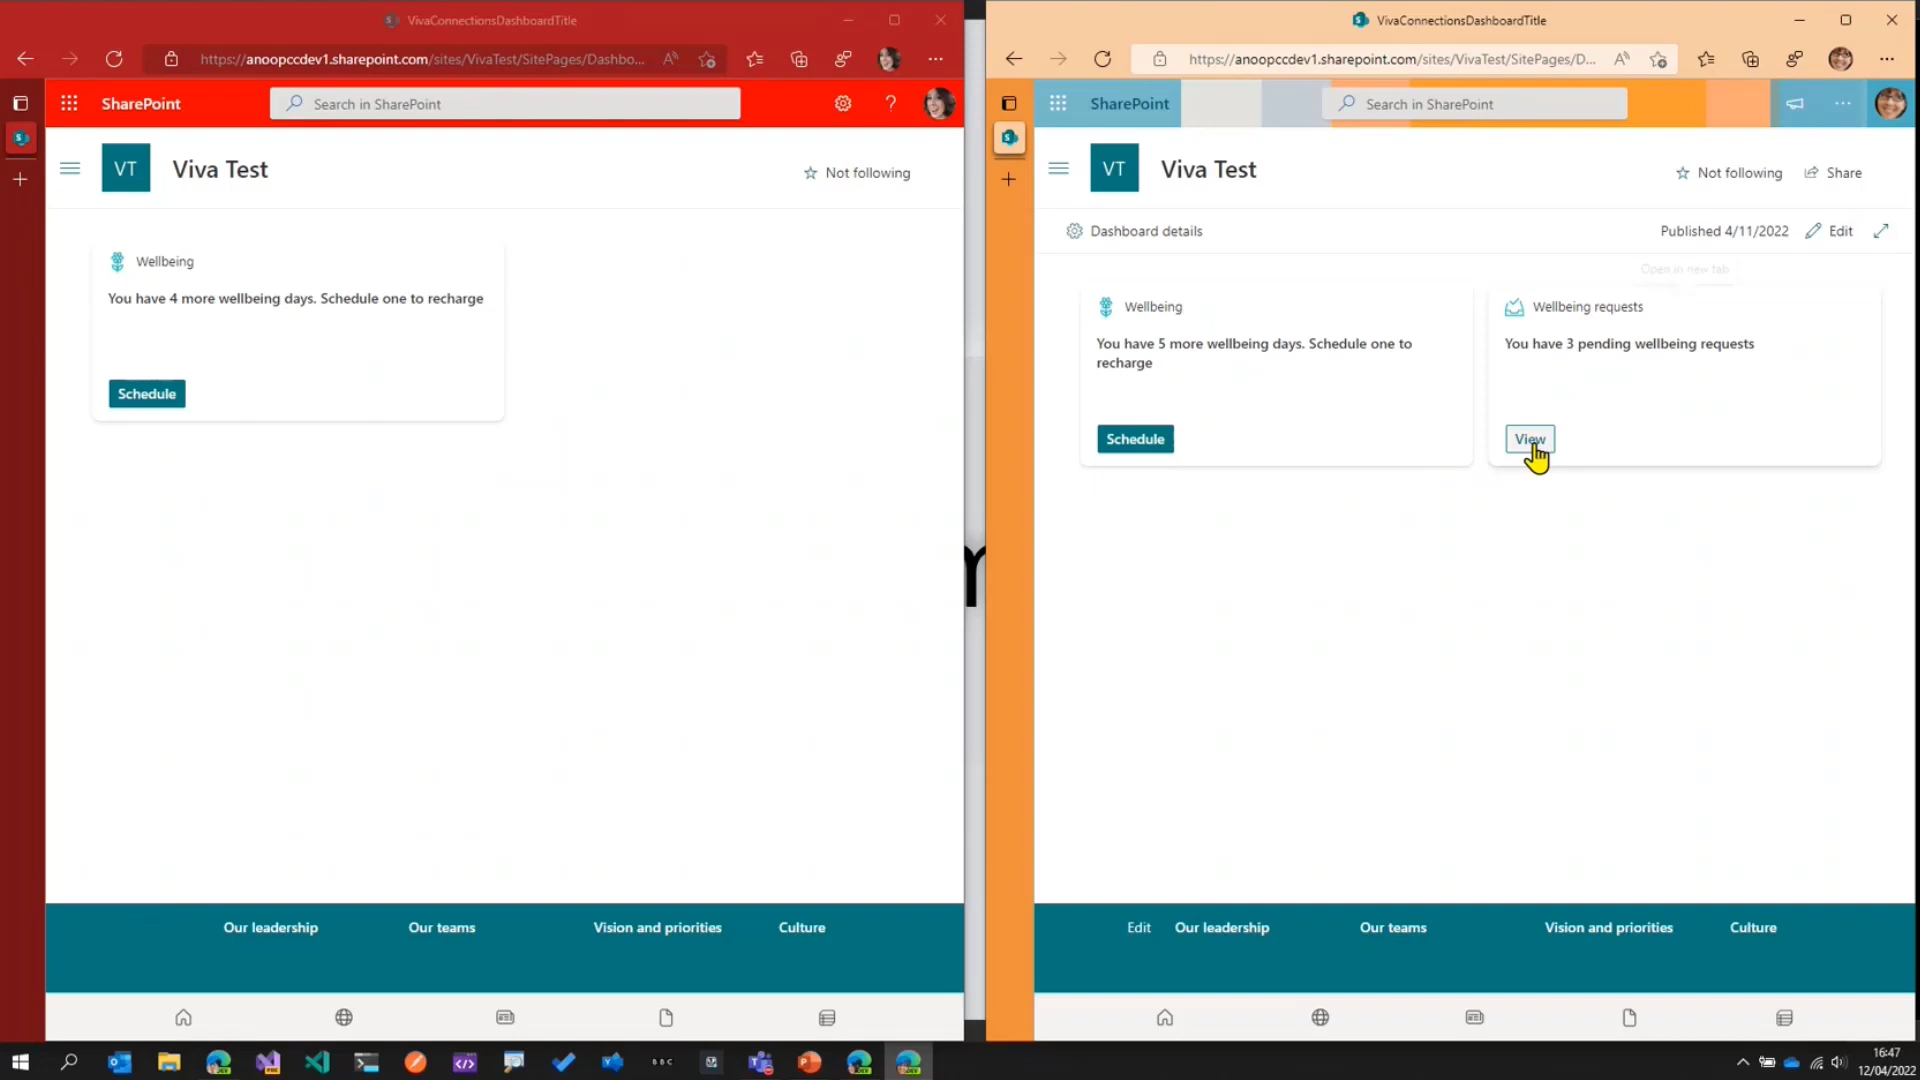 VivaConnectionsDashboardTitle
https://anoopccdev1.sharepoint.com/sites/VivaTest/SitePages/Dashbo...
SharePoint
Search in SharePoint
?
VT
Viva Test
Not following
Wellbeing
You have 4 more wellbeing days. Schedule one to recharge
Schedule
Our leadership
Our teams
Vision and priorities
Culture
VivaConnectionsDashboardTitle
https://anoopccdev1.sharepoint.com/sites/VivaTest/SitePages/D...
SharePoint
Search in SharePoint
VT
Viva Test
Not following
Share
Dashboard details
Published 4/11/2022
Edit
Open in new tab
Wellbeing
You have 5 more wellbeing days. Schedule one to
recharge
Schedule
Wellbeing requests
You have 3 pending wellbeing requests
View
Edit
Our leadership
Our teams
Vision and priorities
Culture
BBC
16:47
12/04/2022